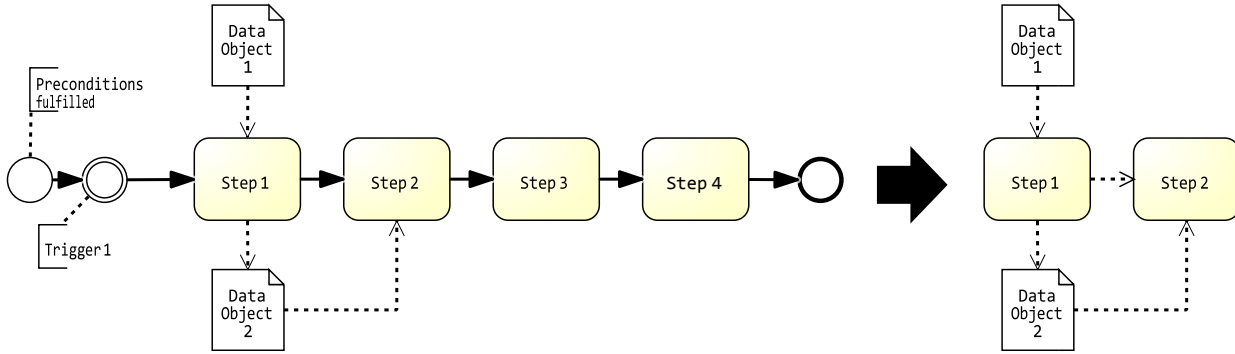 Data
Object
1
Preconditions
fulfilled
Step 1
Step 2
Step 3
Step 4
Trigger 1
Data
Object
2
Data
Object
1
Step 1
Step 2
Data
Object
2